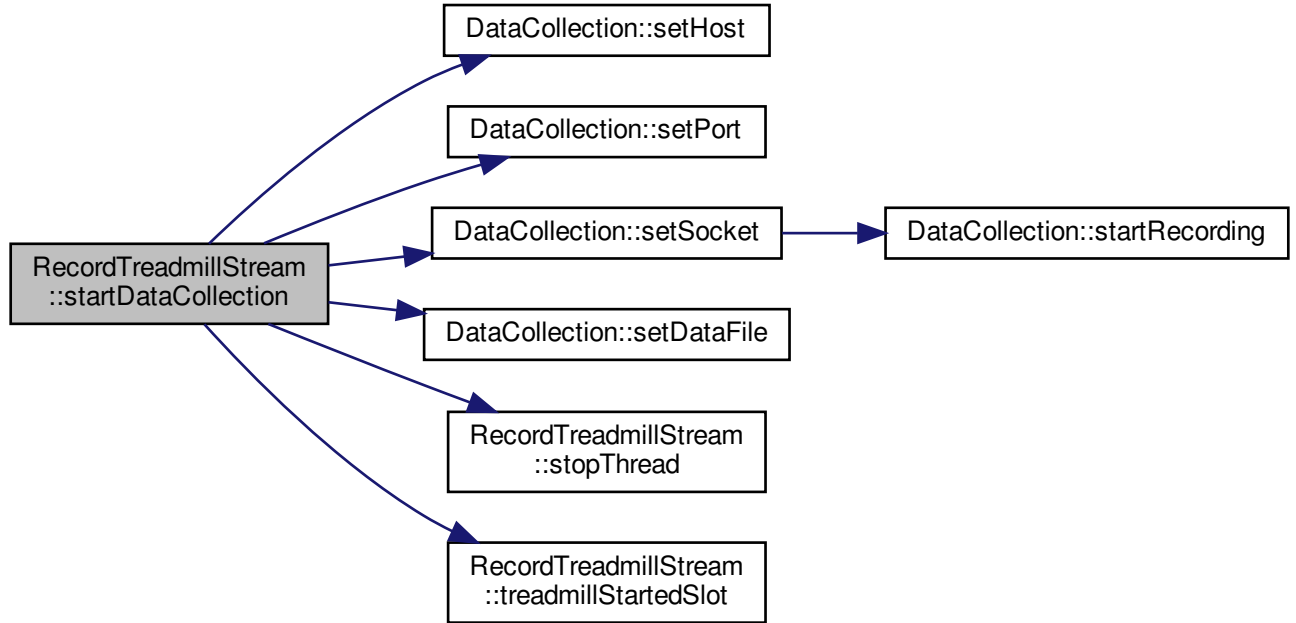 DataCollection::setHost
DataCollection::setPort
DataCollection::setSocket
DataCollection::startRecording
RecordTreadmillStream
::startDataCollection
DataCollection::setDataFile
RecordTreadmillStream
::stopThread
RecordTreadmillStream
::treadmillStartedSlot